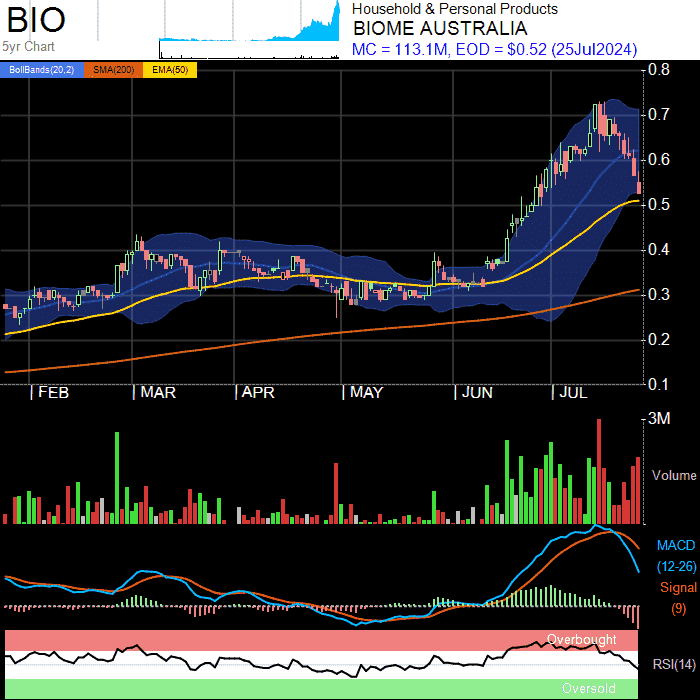 BIO
5yr Chart
Household & Personal Products
BIOME AUSTRALIA
MC = 113.1M, EOD = $0.52 (25Jul2024)
BollBands(20,2) SMA(200) EMA(50)
0.8
0.7
0.6
0.5
0.4
0.3
0.2
0.1
FEB MAR APR MAY JUN JUL
3M
Volume
MACD
(12-26)
Signal
(9)
Overbought
RSI(14)
Oversold